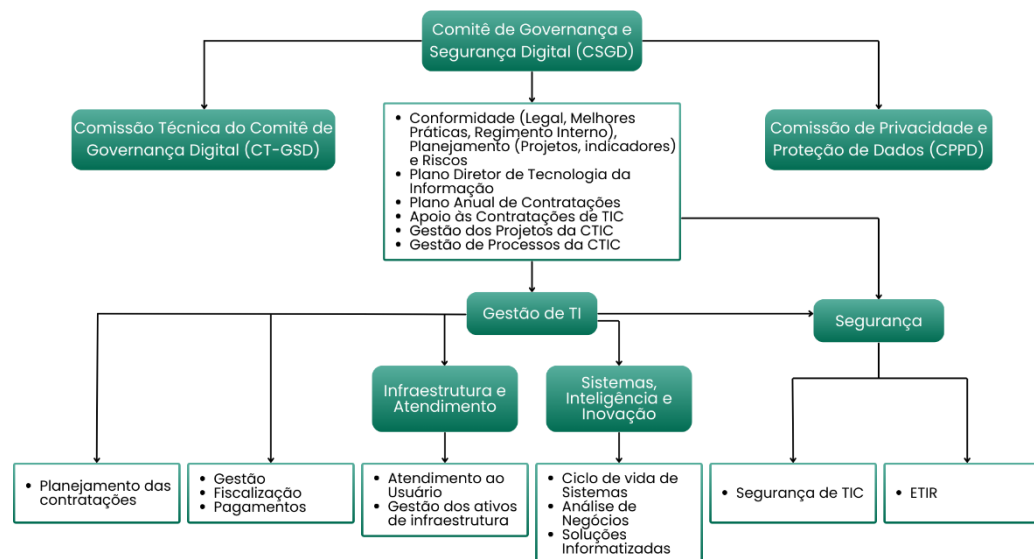 Comitê de Governança e
Segurança Digital (CSGD)
Comissão Técnica do Comitê de
Governança Digital (CT-GSD)
• Conformidade (Legal, Melhores
Práticas, Regimento Interno),
Planejamento (Projetos, indicadores)
e Riscos
• Plano Diretor de Tecnologia da
Informação
• Plano Anual de Contratações
• Apoio às Contratações de TIC
• Gestão dos Projetos da CTIC
• Gestão de Processos da CTIC
Comissão de Privacidade e
Proteção de Dados (CPPD)
Gestão de TI
Segurança
Infraestrutura e
Atendimento
Sistemas,
Inteligência e
Inovação
• Planejamento das
contratações
• Gestão
• Fiscalização
• Pagamentos
• Atendimento ao
Usuário
• Gestão dos ativos
de infraestrutura
• Ciclo de vida de
Sistemas
• Análise de
Negócios
• Soluções
Informatizadas
• Segurança de TIC
• ETIR